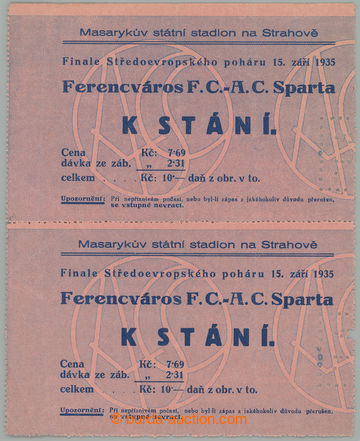 Masarykův státní stadion na Strahově
Finale Středoevropského poháru 15. září 1935
Ferencváros F. C.-A. C. Sparta
K STÁNÍ.
Cena Kč: 7·69
dávka ze záb. „ 2·31
celkem . . . . Kč: 10·— daň z obr. v to.
Upozornění: Při nepříznivém počasí, nebo byl-li zápas z jakéhokoliv důvodu přerušen,
se vstupné nevrací.
Masarykův státní stadion na Strahově
Finale Středoevropského poháru 15. září 1935
Ferencváros F. C.-A. C. Sparta
K STÁNÍ.
Cena Kč: 7·69
dávka ze záb. „ 2·31
celkem . . . . Kč: 10·— daň z obr. v to.
Upozornění: Při nepříznivém počasí, nebo byl-li zápas z jakéhokoliv důvodu přerušen,
se vstupné nevrací.
© burda-auction.com